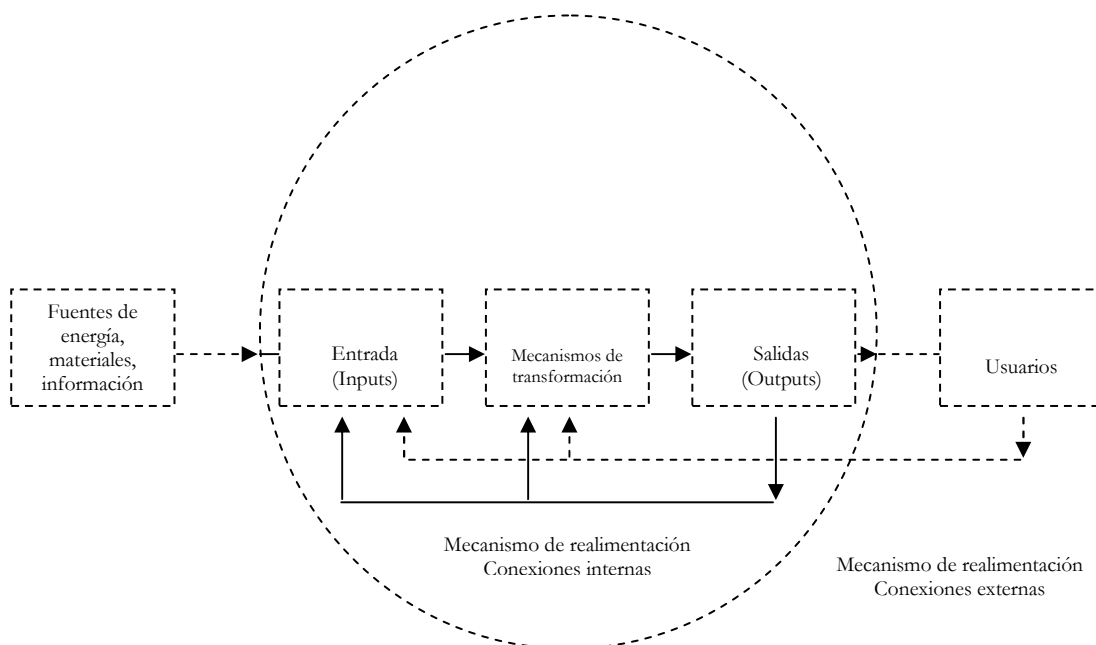 Fuentes de
energía,
materiales,
información
Entrada
(Inputs)
Mecanismos de
transformación
Salidas
(Outputs)
Usuarios
Mecanismo de realimentación
Conexiones internas
Mecanismo de realimentación
Conexiones externas